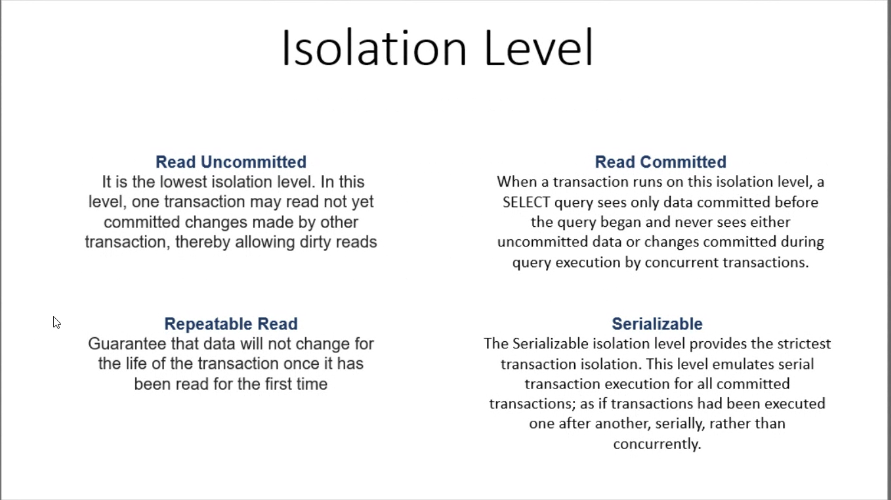 Isolation Level
Read Uncommitted
It is the lowest isolation level. In this
level, one transaction may read not yet
committed changes made by other
transaction, thereby allowing dirty reads
Read Committed
When a transaction runs on this isolation level, a
SELECT query sees only data committed before
the query began and never sees either
uncommitted data or changes committed during
query execution by concurrent transactions.
Repeatable Read
Guarantee that data will not change for
the life of the transaction once it has
been read for the first time
Serializable
The Serializable isolation level provides the strictest
transaction isolation. This level emulates serial
transaction execution for all committed
transactions; as if transactions had been executed
one after another, serially, rather than
concurrently.